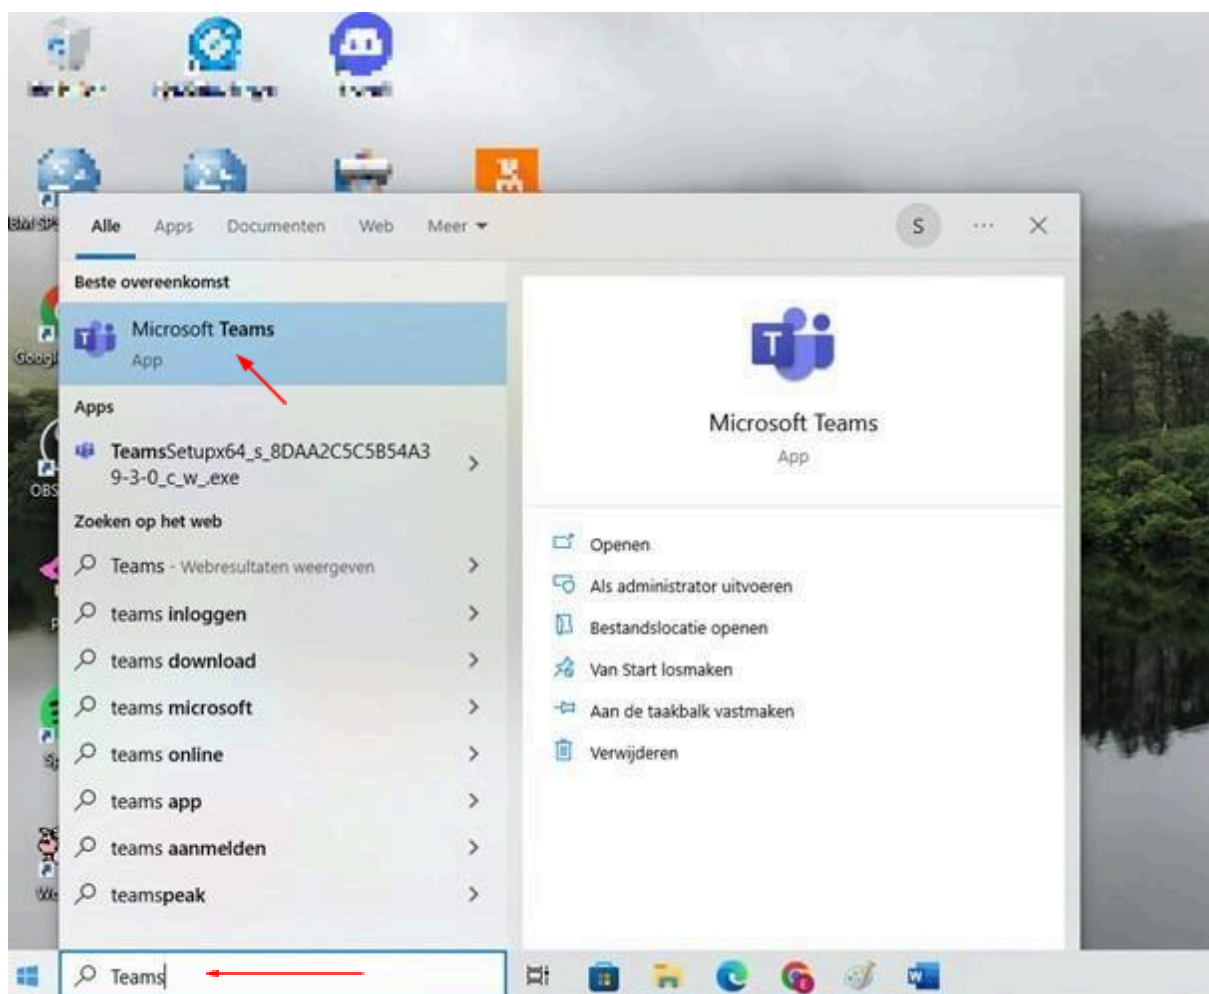 Alle Apps Documenten Web Meer
S
Beste overeenkomst
Microsoft Teams
App
Apps
TeamsSetupx64_s_8DAA2C5C5B54A3
9-3-0_c_w_.exe
Zoeken op het web
Teams - Webresultaten weergeven
teams inloggen
teams download
teams microsoft
teams online
teams app
teams aanmelden
teamspeak
Teams
T
Microsoft Teams
App
Openen
Als administrator uitvoeren
Bestandslocatie openen
Van Start losmaken
Aan de taakbalk vastmaken
Verwijderen
Googl
OBS